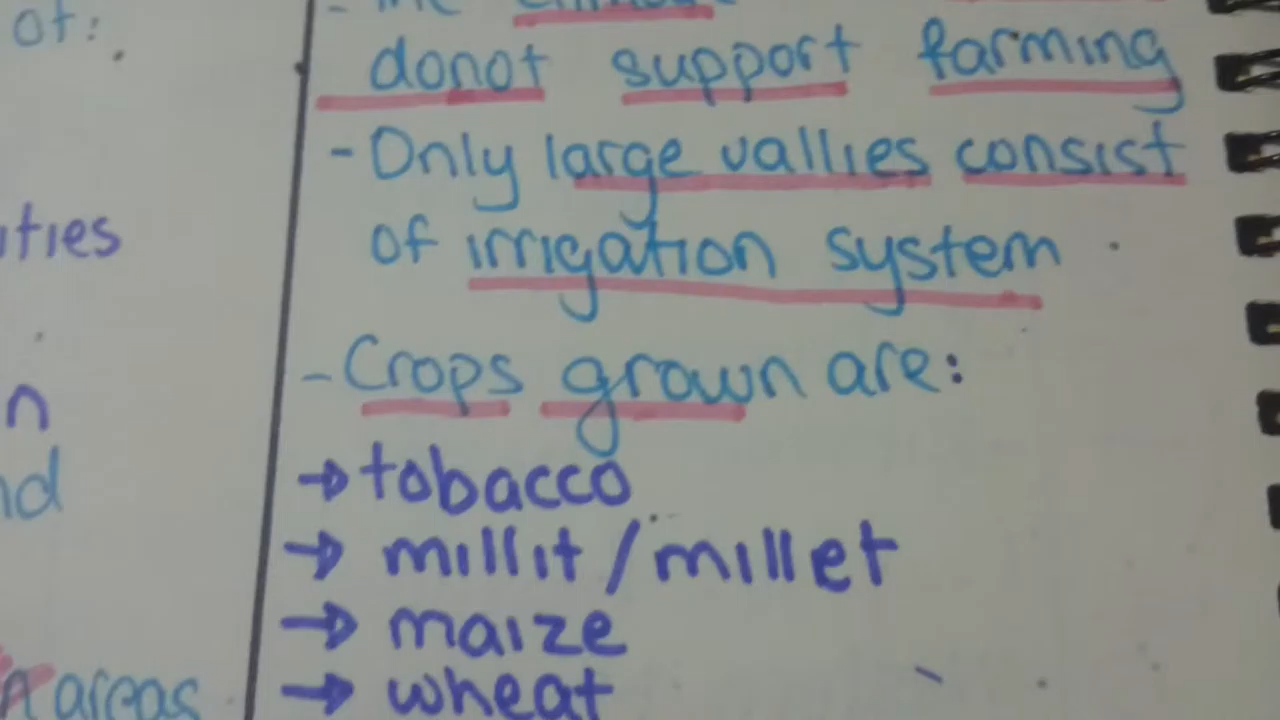 of:
ities
n
nd
areas
donot support farming
- Only large vallies consist
of irrigation system
- Crops grown are:
→ tobacco
→ millit / millet
→ maize
→ wheat